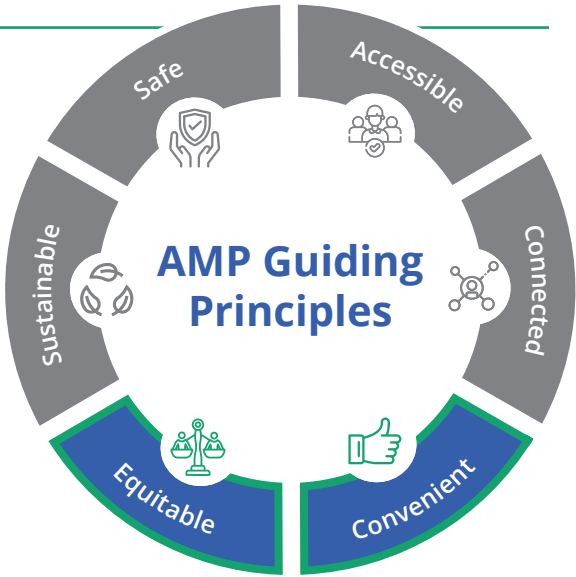 Safe
Accessible
Sustainable
AMP Guiding
Principles
Connected
Equitable
Convenient